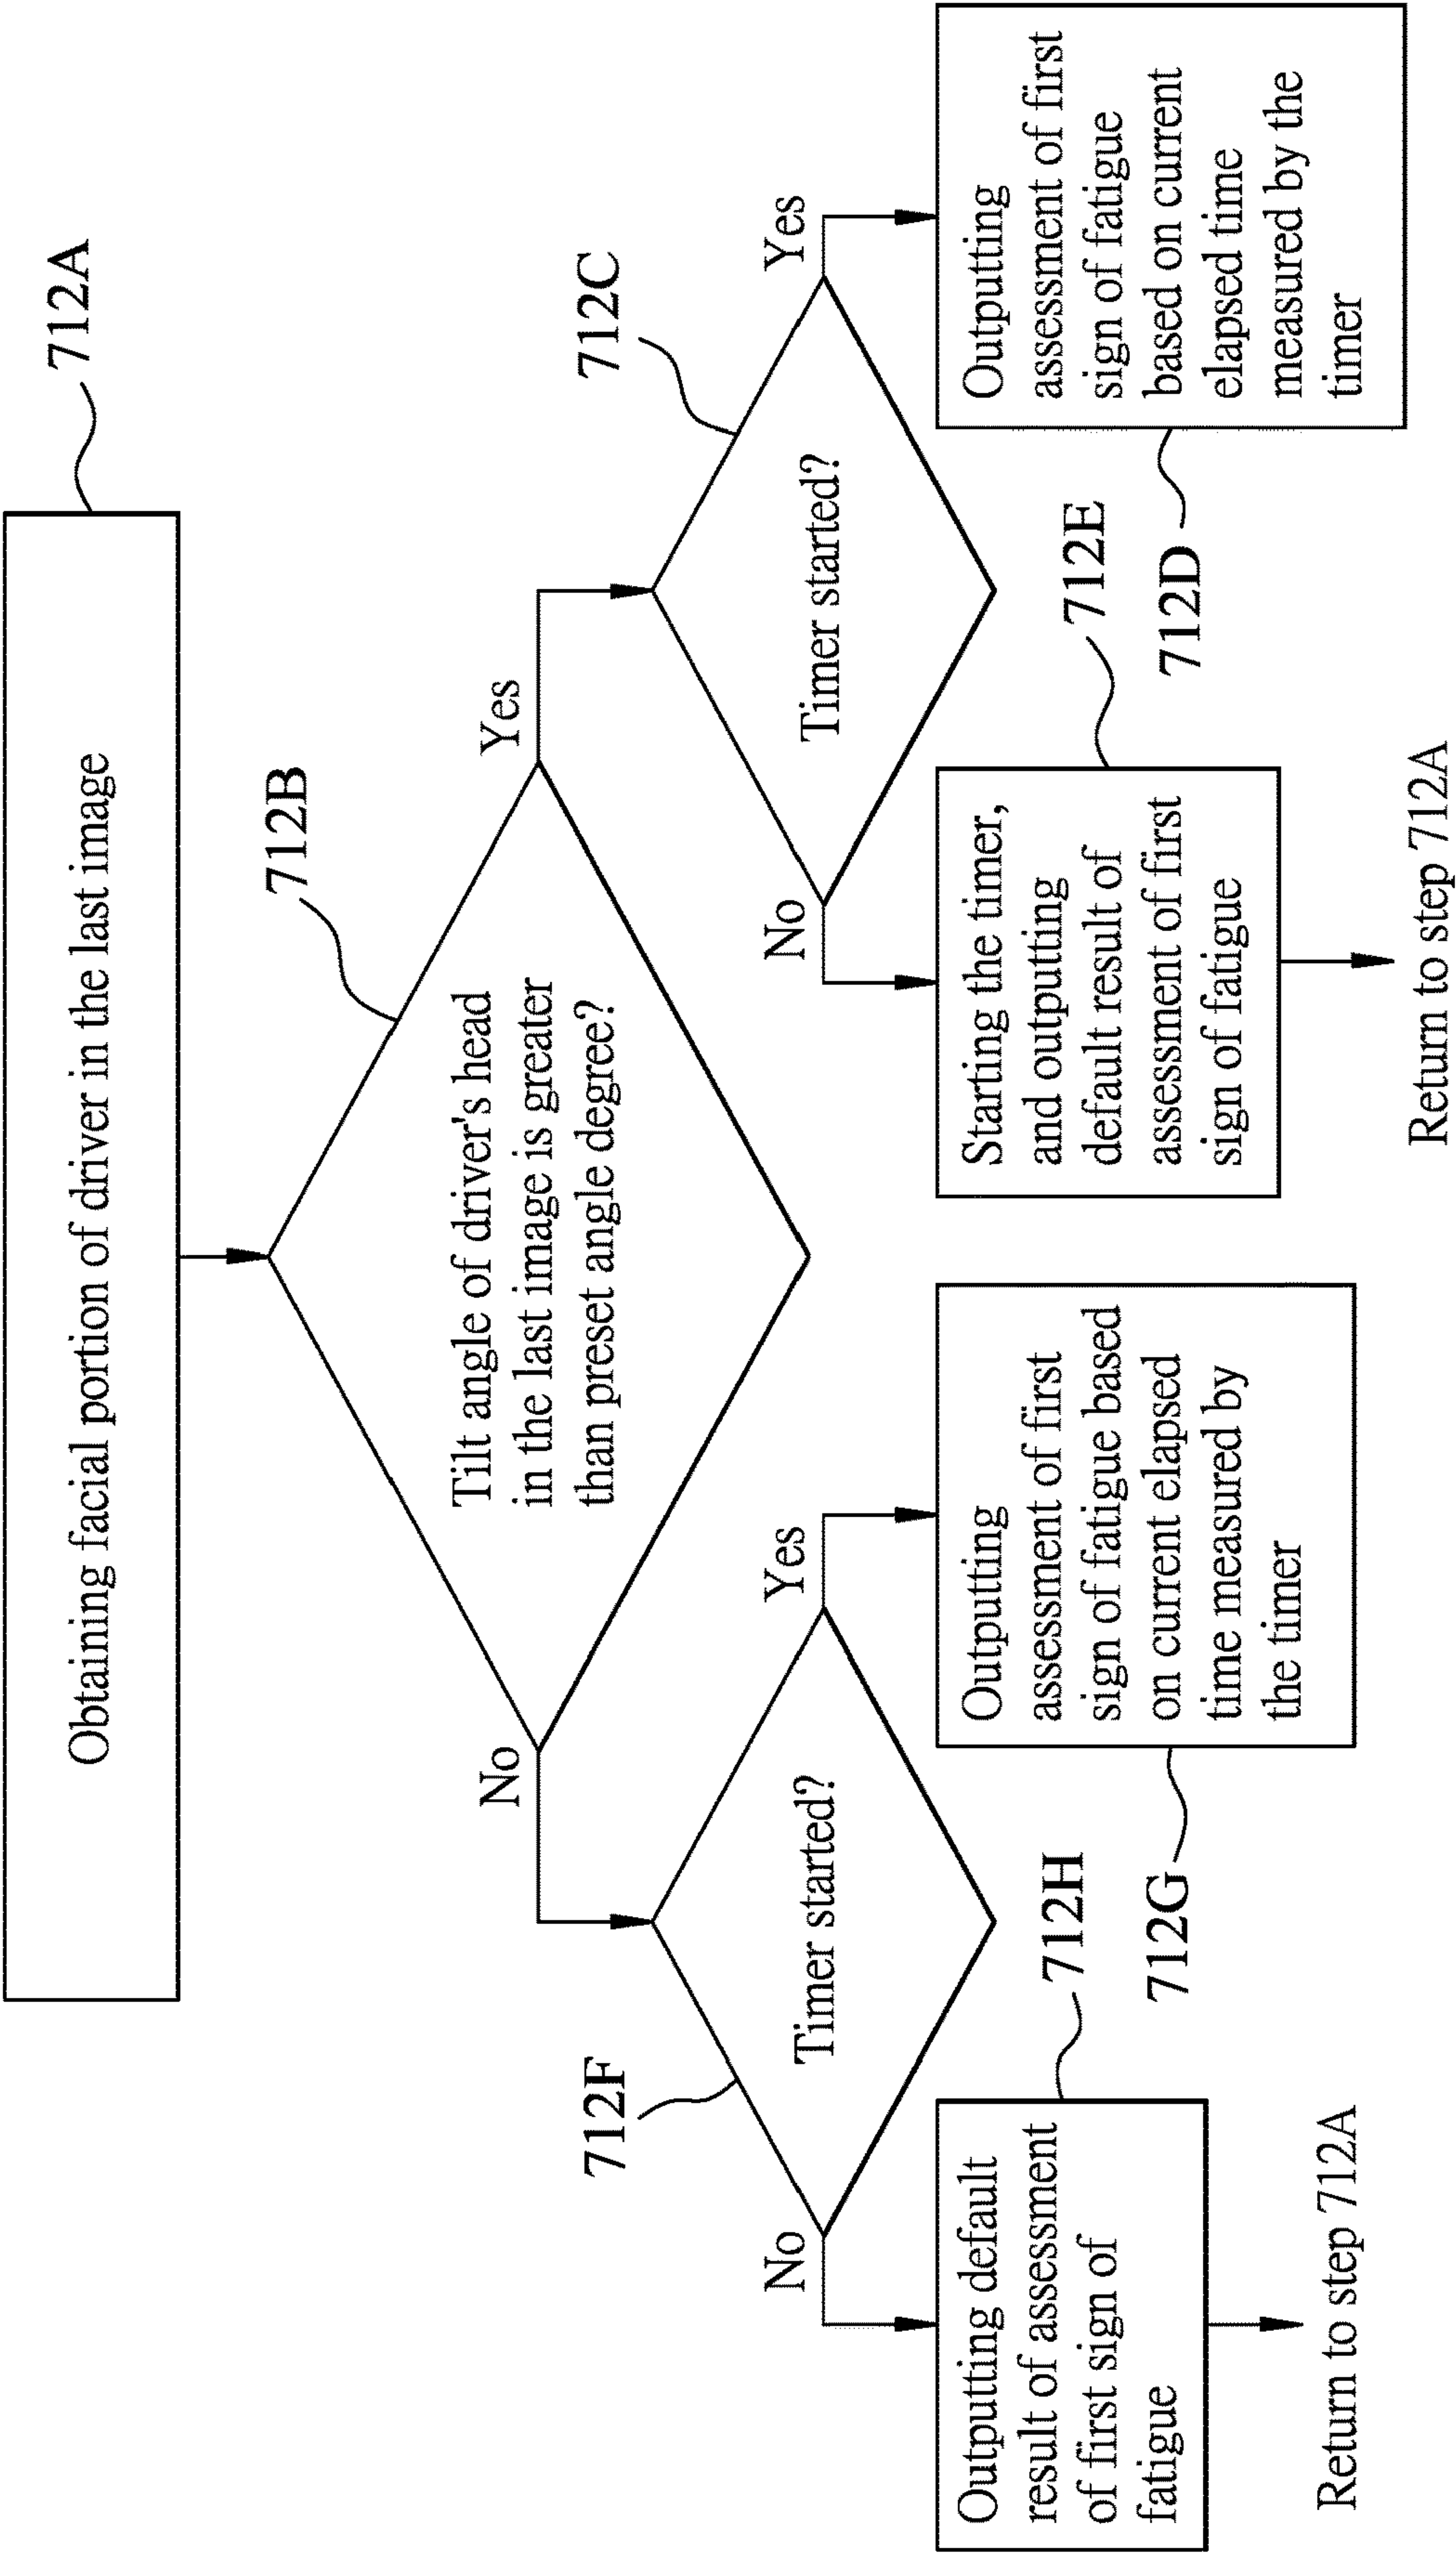 712A
Obtaining facial portion of driver in the last image
712B
Tilt angle of driver's head
in the last image is greater
than preset angle degree?
No
Yes
712F
Timer started?
712C
Timer started?
No
Yes
No
Yes
712H
Outputting default
result of assessment
of first sign of
fatigue
Return to step 712A
712G
Outputting
assessment of first
sign of fatigue based
on current elapsed
time measured by
the timer
712E
Starting the timer,
and outputting
default result of
assessment of first
sign of fatigue
Return to step 712A
712D
Outputting
assessment of first
sign of fatigue
based on current
elapsed time
measured by the
timer